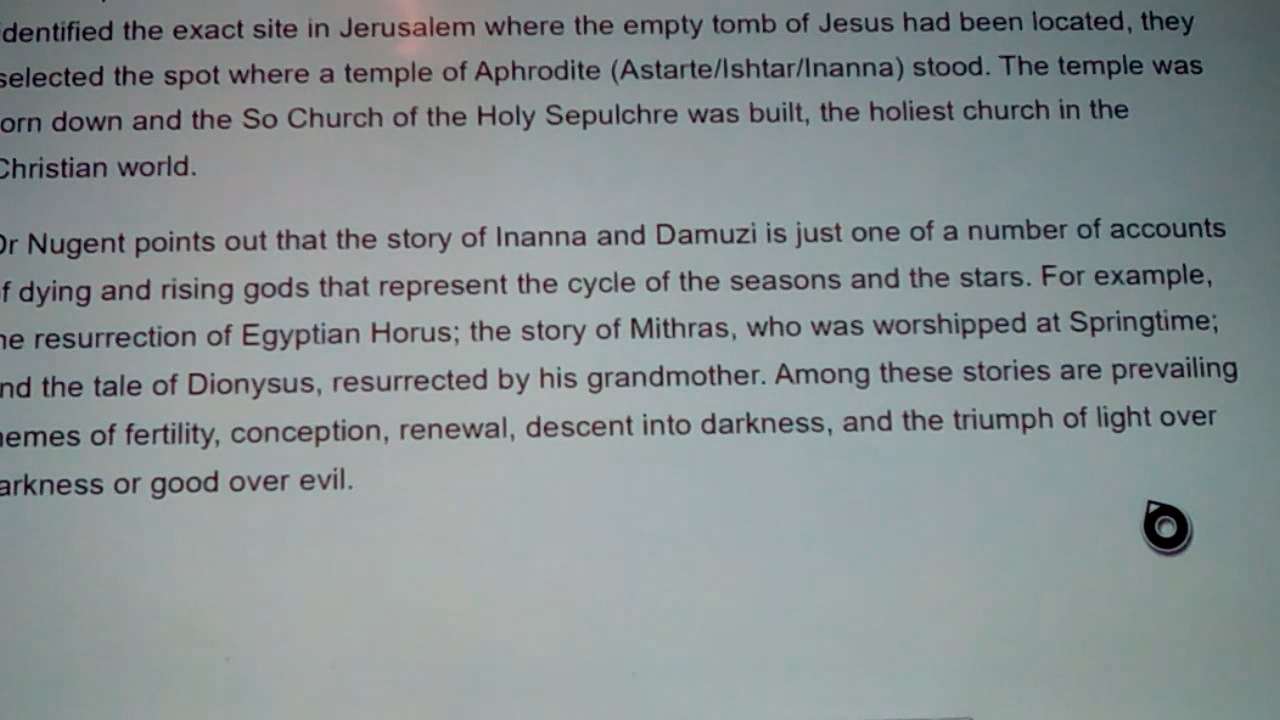 dentified the exact site in Jerusalem where the empty tomb of Jesus had been located, they
selected the spot where a temple of Aphrodite (Astarte/Ishtar/Inanna) stood. The temple was
orn down and the So Church of the Holy Sepulchre was built, the holiest church in the
Christian world.
Dr Nugent points out that the story of Inanna and Damuzi is just one of a number of accounts
f dying and rising gods that represent the cycle of the seasons and the stars. For example,
he resurrection of Egyptian Horus; the story of Mithras, who was worshipped at Springtime;
nd the tale of Dionysus, resurrected by his grandmother. Among these stories are prevailing
hemes of fertility, conception, renewal, descent into darkness, and the triumph of light over
arkness or good over evil.